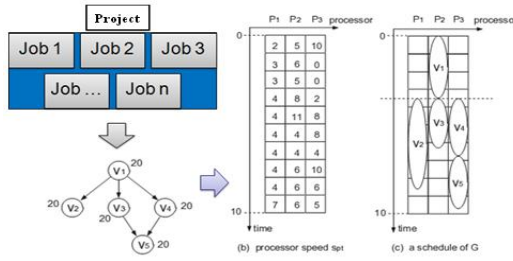 Project
Job 1 Job 2 Job 3
Job ... Job n
V1 20
20 V2 20 V3 V4 20
V5 20
P1 P2 P3 processor
0
2 5 10
3 6 0
3 5 0
4 8 2
4 11 8
4 4 8
4 4 4
4 6 10
4 6 6
10 7 6 5
time
(b) processor speed spt
P1 P2 P3 processor
0
V1
V2 V3 V4
V5
10
time
(c) a schedule of G